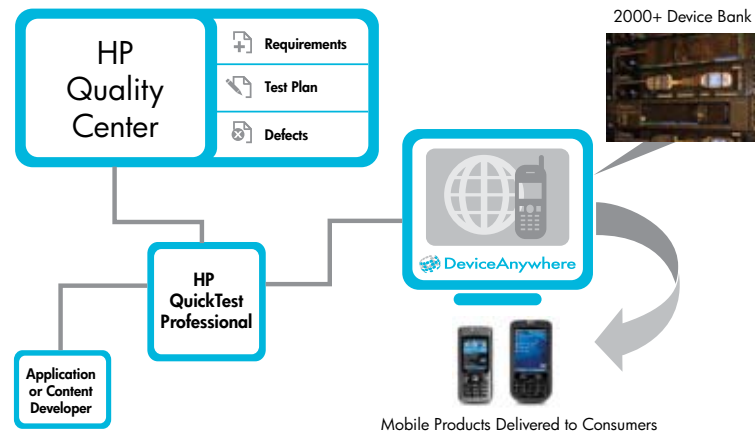 HP
Quality
Center
Requirements
Test Plan
Defects
2000+ Device Bank
DeviceAnywhere
HP
QuickTest
Professional
Application
or Content
Developer
Mobile Products Delivered to Consumers